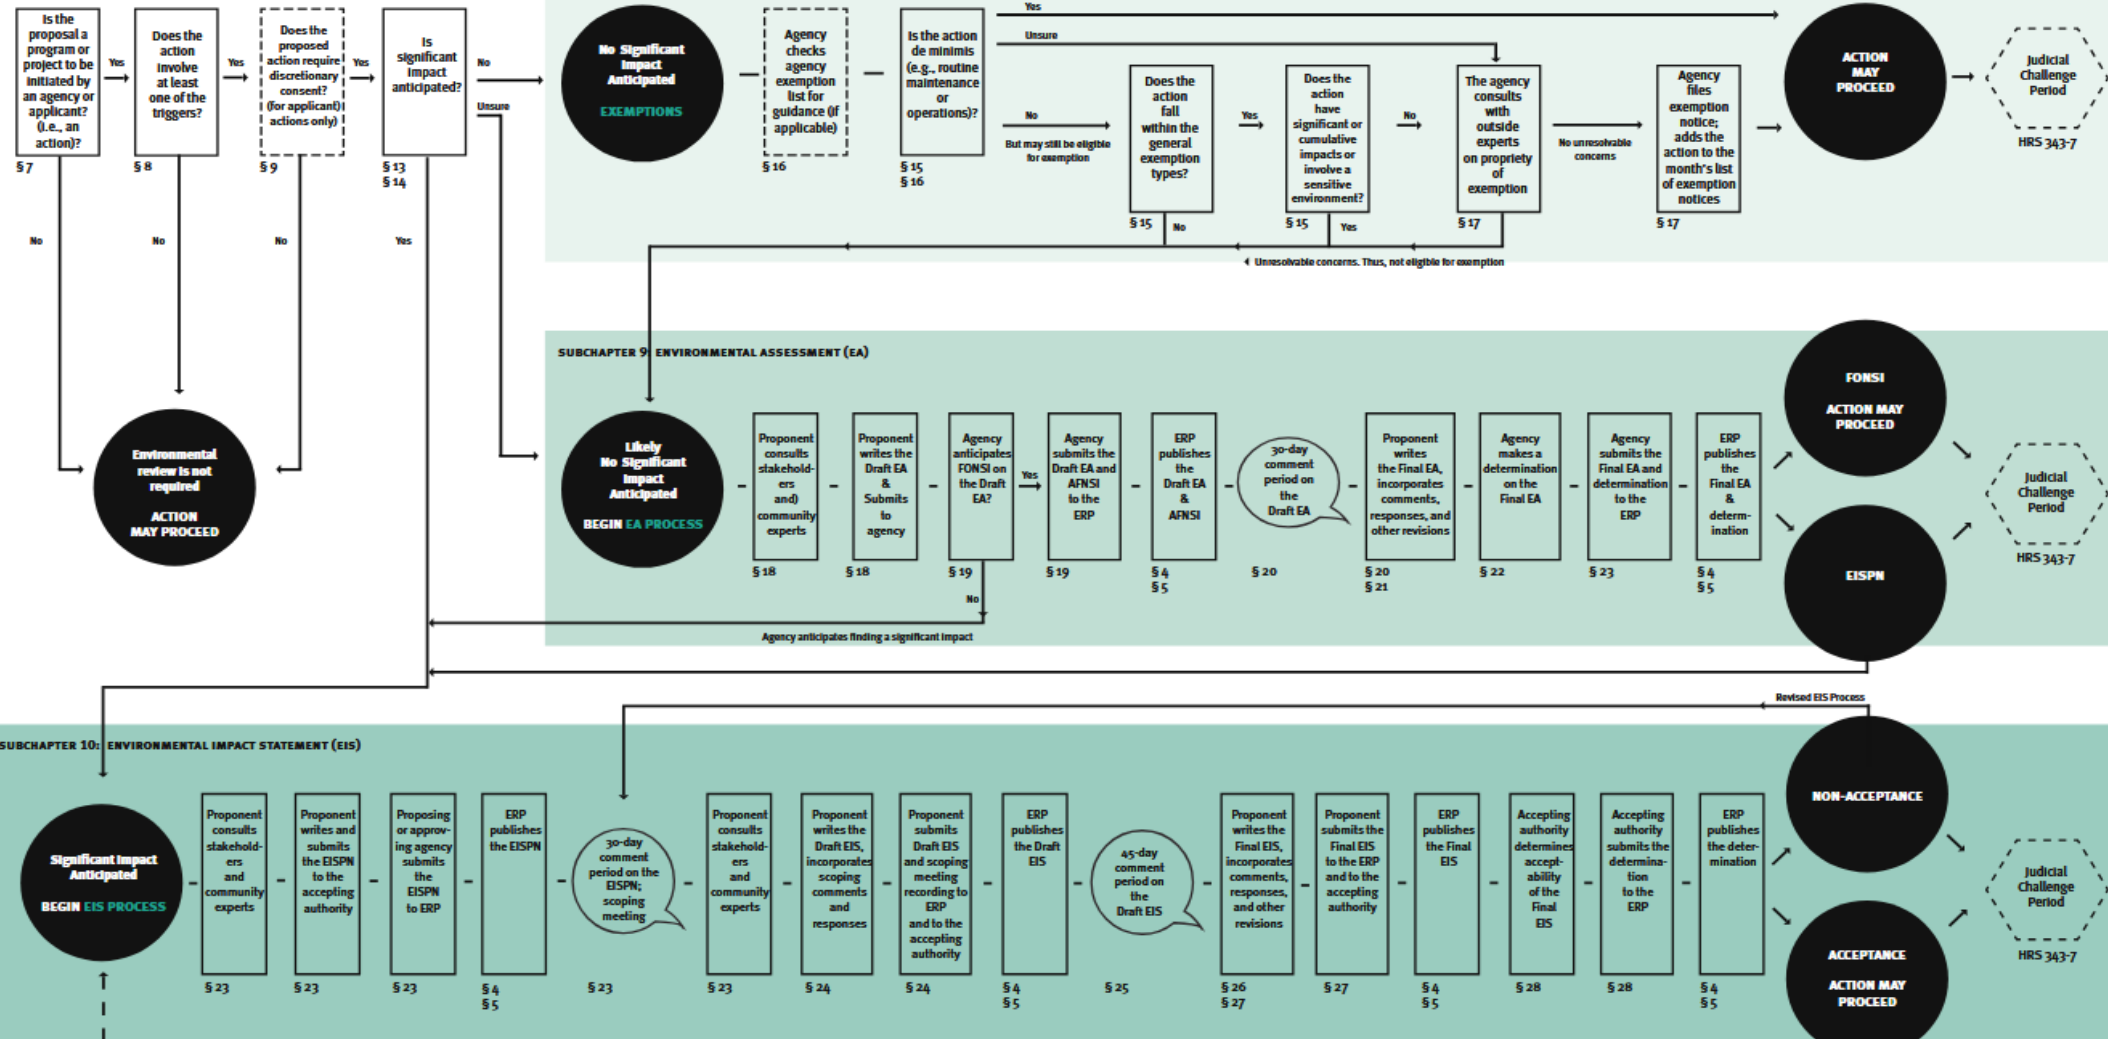 Is the
proposal a
program or
project to be
initiated by
an agency or
applicant?
(i.e., an
action)?
§ 7
Yes
No
Does the
action
involve
at least
one of the
triggers?
§ 8
Yes
No
Does the
proposed
action require
discretionary
consent?
(for applicant)
actions only)
§ 9
Yes
No
Is
significant
impact
anticipated?
§ 13
§ 14
No
Unsure
Yes
Environmental
review is not
required
ACTION
MAY PROCEED
No Significant
Impact
Anticipated
EXEMPTIONS
Agency
checks
agency
exemption
list for
guidance (if
applicable)
§ 16
Is the action
de minimis
(e.g., routine
maintenance
or
operations)?
§ 15
§ 16
Yes
Unsure
No
But may still be eligible
for exemption
Does the
action
fall
within the
general
exemption
types?
§ 15
No
Yes
Does the
action
have
significant or
cumulative
impacts or
involve a
sensitive
environment?
§ 15
Yes
No
The agency
consults
with
outside
experts
on propriety
of
exemption
§ 17
No unresolvable
concerns
Agency
files
exemption
notice;
adds the
action to the
month's list
of exemption
notices
§ 17
Unresolvable concerns. Thus, not eligible for exemption
ACTION
MAY
PROCEED
Judicial
Challenge
Period
HRS 343-7
SUBCHAPTER 9: ENVIRONMENTAL ASSESSMENT (EA)
Likely
No Significant
Impact
Anticipated
BEGIN EA PROCESS
Proponent
consults
stakehold-
ers
and)
community
experts
§ 18
Proponent
writes the
Draft EA
&
Submits
to
agency
§ 18
Agency
anticipates
FONSI on
the Draft
EA?
§ 19
Yes
No
Agency anticipates finding a significant impact
Agency
submits the
Draft EA and
AFNSI
to the
ERP
§ 19
ERP
publishes
the
Draft EA
&
AFNSI
§ 4
§ 5
30-day
comment
period on
the
Draft EA
§ 20
Proponent
writes
the Final EA,
incorporates
comments,
responses, and
other revisions
§ 20
§ 21
Agency
makes a
determination
on the
Final EA
§ 22
Agency
submits the
Final EA and
determination
to the
ERP
§ 23
ERP
publishes
the
Final EA
&
determ-
ination
§ 4
§ 5
FONSI
ACTION MAY
PROCEED
EISPN
Judicial
Challenge
Period
HRS 343-7
Revised EIS Process
SUBCHAPTER 10: ENVIRONMENTAL IMPACT STATEMENT (EIS)
Significant Impact
Anticipated
BEGIN EIS PROCESS
Proponent
consults
stakehold-
ers
and
community
experts
§ 23
Proponent
writes and
submits
the EISPN
to the
accepting
authority
§ 23
Proposing
or approv-
ing agency
submits
the
EISPN
to ERP
§ 23
ERP
publishes
the EISPN
§ 4
§ 5
30-day
comment
period on the
EISPN;
scoping
meeting
§ 23
Proponent
consults
stakehold-
ers
and
community
experts
§ 23
Proponent
writes the
Draft EIS,
incorporates
scoping
comments
and
responses
§ 24
Proponent
submits
Draft EIS
and scoping
meeting
recording to
ERP
and to the
accepting
authority
§ 24
ERP
publishes
the Draft
EIS
§ 4
§ 5
45-day
comment
period on
the
Draft EIS
§ 25
Proponent
writes the
Final EIS,
incorporates
comments,
responses,
and other
revisions
§ 26
§ 27
Proponent
submits the
Final EIS
to the ERP
and to the
accepting
authority
§ 27
ERP
publishes
the Final
EIS
§ 4
§ 5
Accepting
authority
determines
accept-
ability
of the
Final
EIS
§ 28
Accepting
authority
submits the
determina-
tion
to the
ERP
§ 28
ERP
publishes
the deter-
mination
§ 4
§ 5
NON-ACCEPTANCE
ACCEPTANCE
ACTION MAY
PROCEED
Judicial
Challenge
Period
HRS 343-7